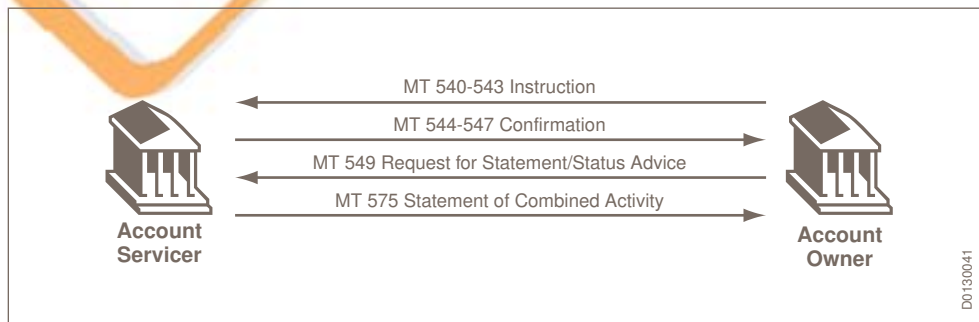 MT 540-543 Instruction
MT 544-547 Confirmation
MT 549 Request for Statement/Status Advice
MT 575 Statement of Combined Activity
Account
Servicer
Account
Owner
D0130041